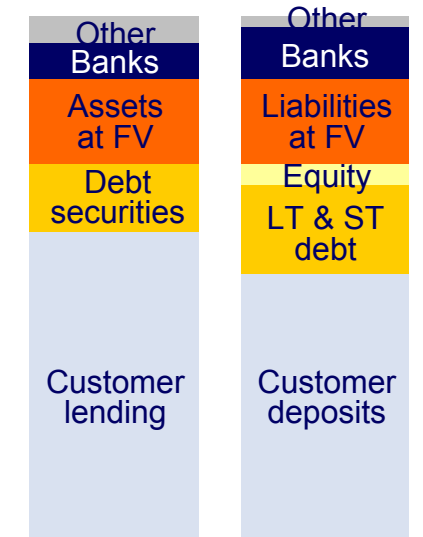 Other
Banks
Assets
at FV
Debt
securities
Customer
lending
Other
Banks
Liabilities
at FV
Equity
LT & ST
debt
Customer
deposits